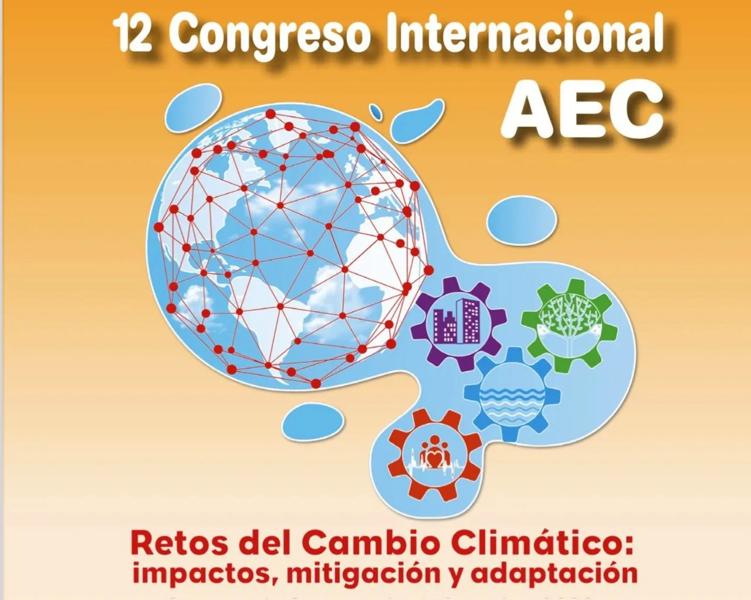 12 Congreso Internacional
AEC
Retos del Cambio Climático:
impactos, mitigación y adaptación